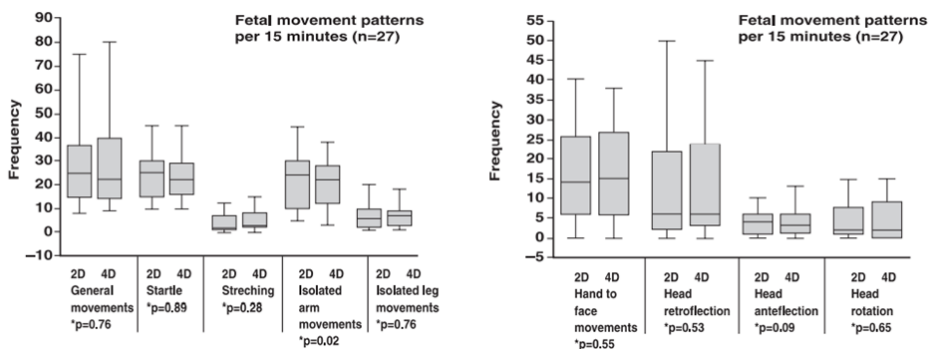 Fetal movement patterns
per 15 minutes (n=27)
Frequency
90
80
70
60
50
40
30
20
10
0
−10
2D 4D 2D 4D 2D 4D 2D 4D 2D 4D
General Startle Streching Isolated Isolated leg
movements *p=0.89 *p=0.28 arm movements
*p=0.76 movements *p=0.76
*p=0.02
Fetal movement patterns
per 15 minutes (n=27)
Frequency
55
50
45
40
35
30
25
20
15
10
5
0
−5
2D 4D 2D 4D 2D 4D 2D 4D
Hand to Head Head Head
face retroflection anteflection rotation
movements *p=0.53 *p=0.09 *p=0.65
*p=0.55